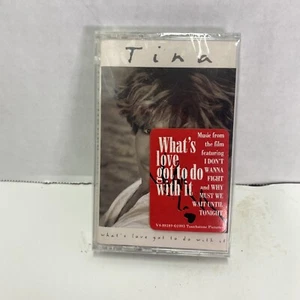 Tina
What's
love
got to do
with it
Music from
the film
featuring
I DON'T
WANNA
FIGHT
and WHY
MUST WE
WAIT UNTIL
TONIGHT
what's love got to do with it